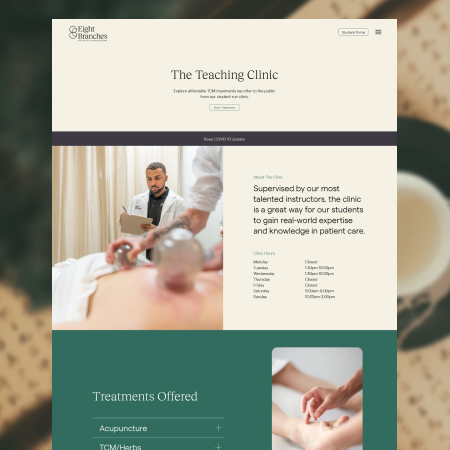 Eight
Branches
Student Portal
The Teaching Clinic
Explore affordable TCM treatments we offer to the public
from our student-run clinic.
Book Treatment
Read COVID-19 Update
About The Clinic
Supervised by our most
talented instructors, the clinic
is a great way for our students
to gain real-world expertise
and knowledge in patient care.
Clinic Hours
Monday Closed
Tuesday 1:30pm-10:00pm
Wednesday 1:30pm-10:00pm
Thursday Closed
Friday Closed
Saturday 9:00am-6:00pm
Sunday 10:00am-3:00pm
Treatments Offered
Acupuncture
TCM/Herbs